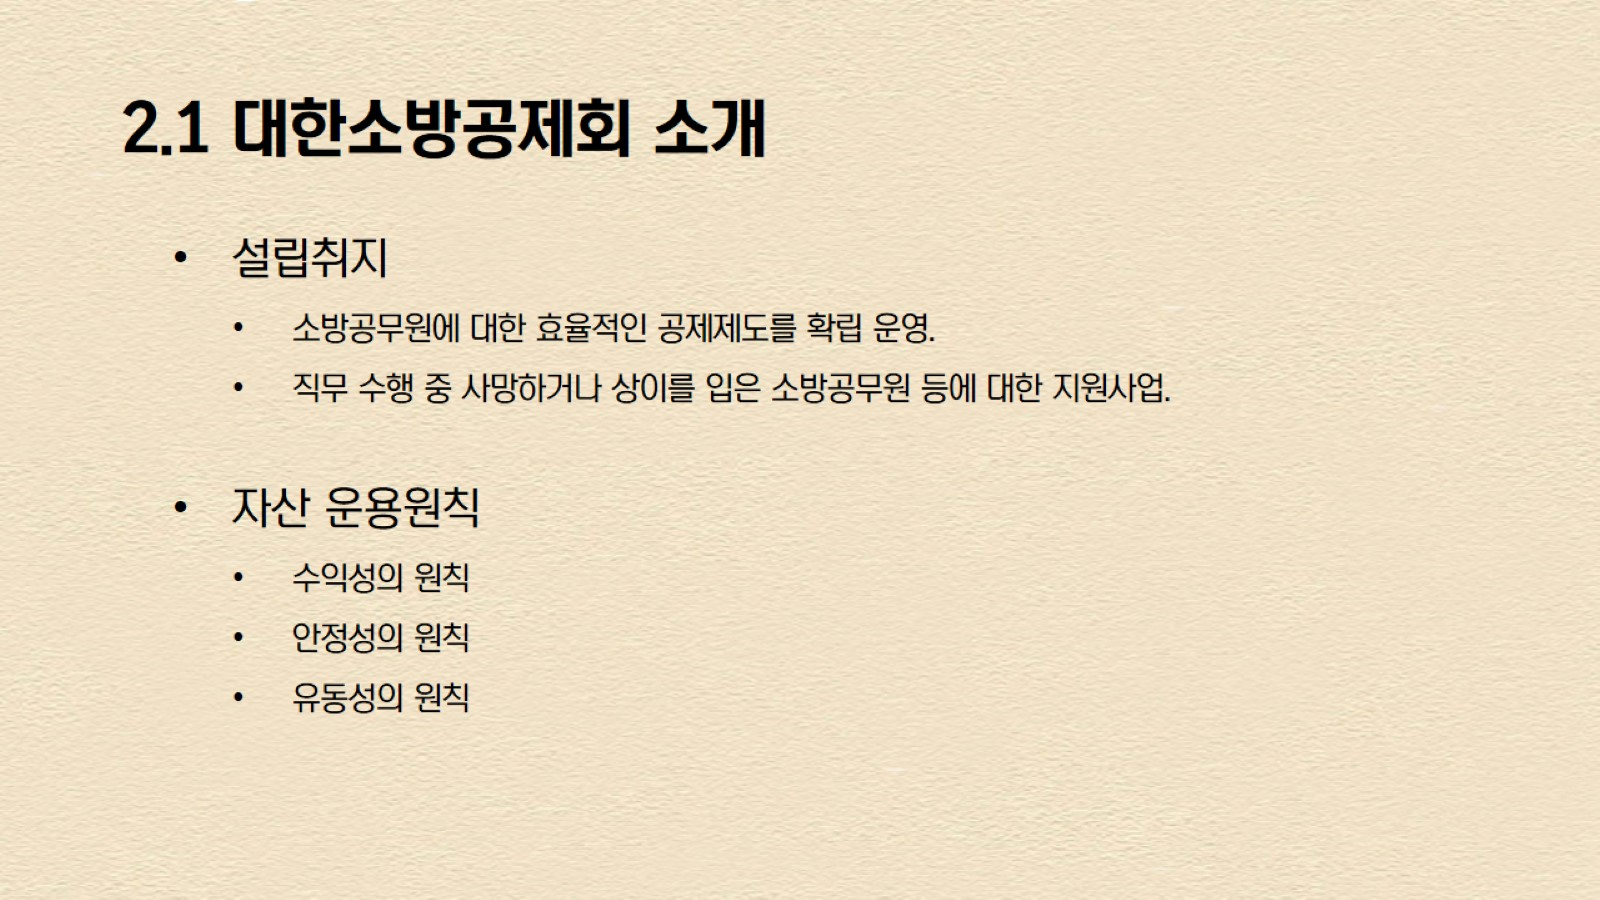 2.1 대한소방공제회 소개
• 설립취지
• 소방공무원에 대한 효율적인 공제제도를 확립 운영.
• 직무 수행 중 사망하거나 상이를 입은 소방공무원 등에 대한 지원사업.
• 자산 운용원칙
• 수익성의 원칙
• 안정성의 원칙
• 유동성의 원칙